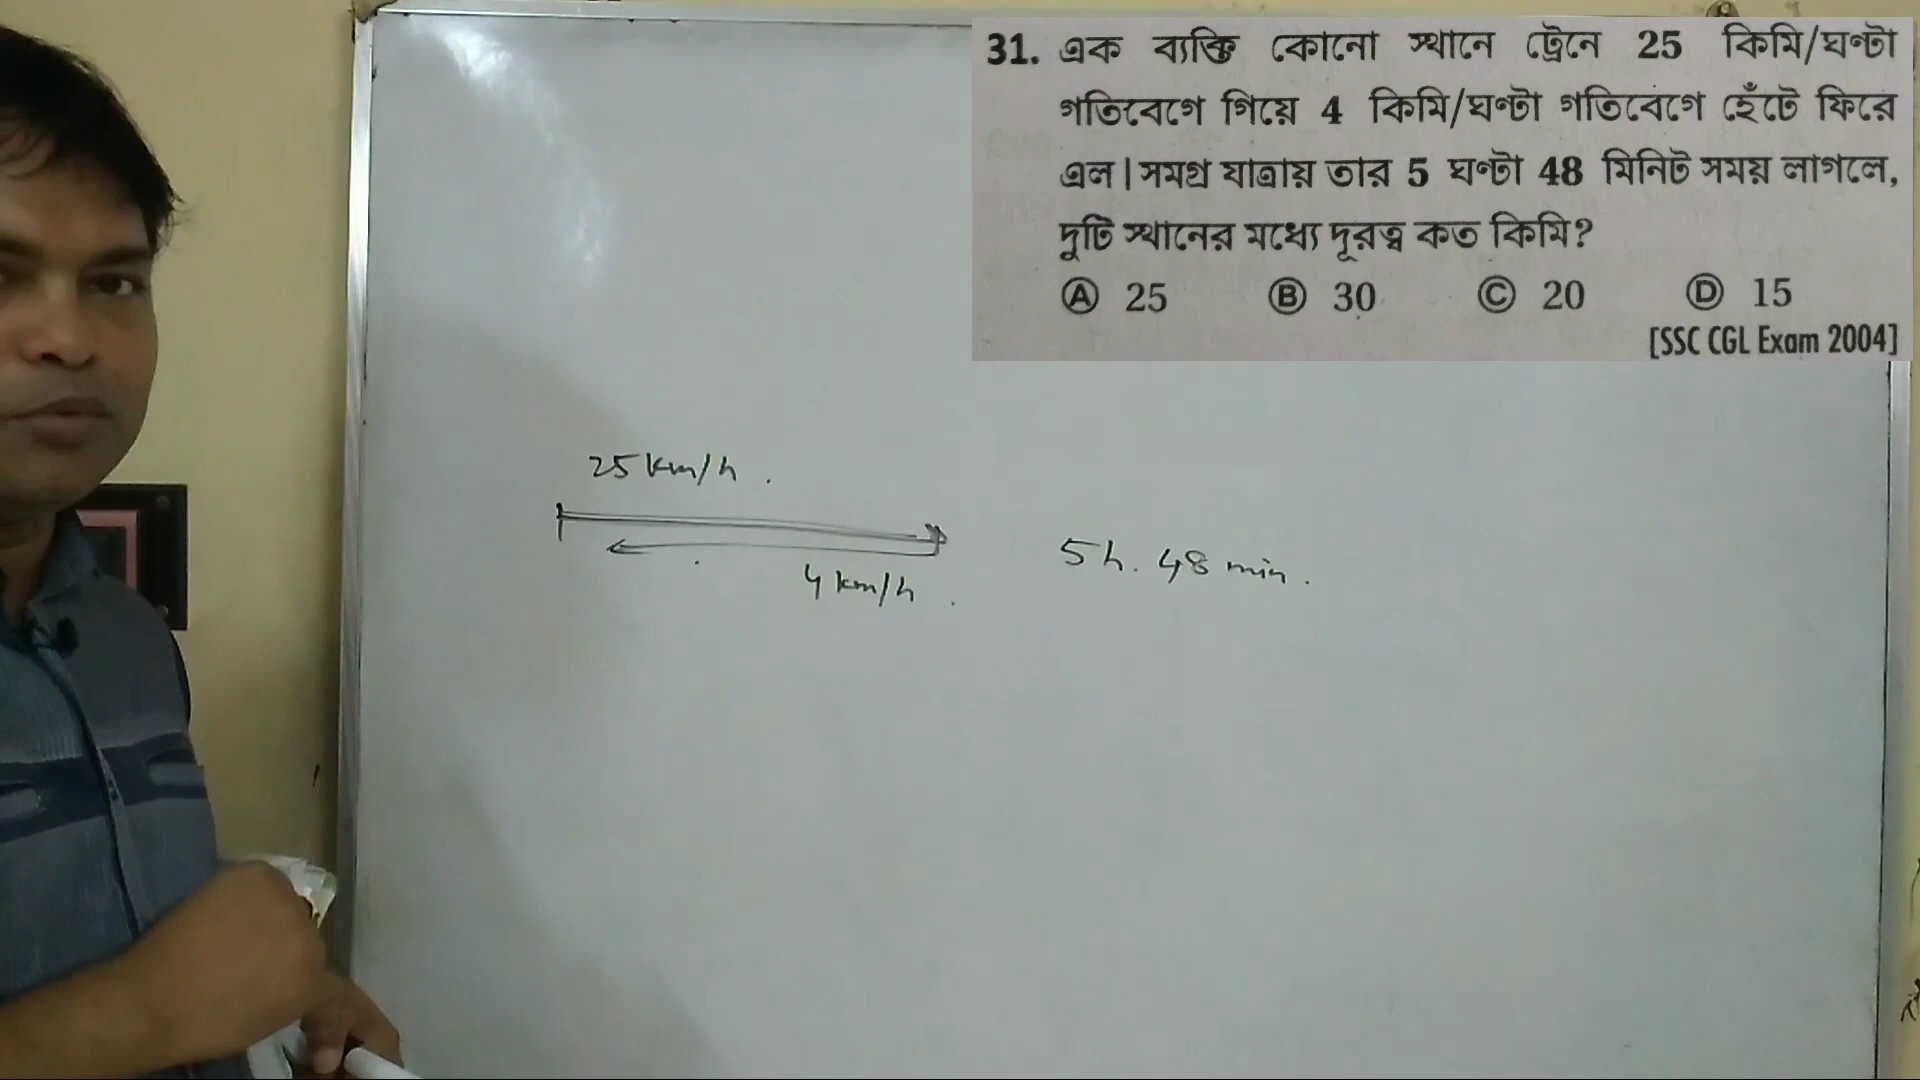 31. এক ব্যক্তি কোনো স্থানে ট্রেনে 25 কিমি/ঘণ্টা
গতিবেগে গিয়ে 4 কিমি/ঘণ্টা গতিবেগে হেঁটে ফিরে
এল। সমগ্র যাত্রায় তার 5 ঘণ্টা 48 মিনিট সময় লাগলে,
দুটি স্থানের মধ্যে দূরত্ব কত কিমি?
Ⓐ 25 Ⓑ 30 Ⓒ 20 Ⓓ 15
[SSC CGL Exam 2004]
25 km/h.
4 km/h.
5h. 48 min.